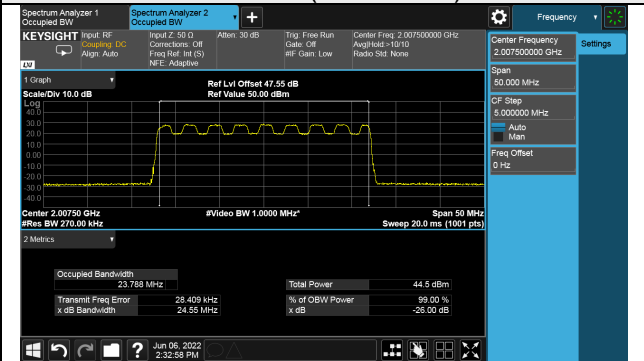 Spectrum Analyzer 1
Occupied BW
Spectrum Analyzer 2
Occupied BW
Frequency
KEYSIGHT
Input: RF
Coupling: DC
Align: Auto
Input Z: 50 Ω
Corrections: Off
Freq Ref: Int (S)
NFE: Adaptive
Atten: 30 dB
Trig: Free Run
Gate: Off
#IF Gain: Low
Center Freq: 2.007500000 GHz
Avg|Hold:>10/10
Radio Std: None
LXI
Center Frequency
2.007500000 GHz
Settings
Span
50.000 MHz
CF Step
5.000000 MHz
Auto
Man
Freq Offset
0 Hz
1 Graph
Scale/Div 10.0 dB
Ref Lvl Offset 47.55 dB
Ref Value 50.00 dBm
Log
40.0
30.0
20.0
10.0
0.00
-10.0
-20.0
-30.0
-40.0
Center 2.00750 GHz
#Res BW 270.00 kHz
#Video BW 1.0000 MHz*
Span 50 MHz
Sweep 20.0 ms (1001 pts)
2 Metrics
Occupied Bandwidth
23.788 MHz
Total Power 44.5 dBm
Transmit Freq Error 28.409 kHz
% of OBW Power 99.00 %
x dB Bandwidth 24.55 MHz
x dB -26.00 dB
?
Jun 06, 2022
2:32:58 PM